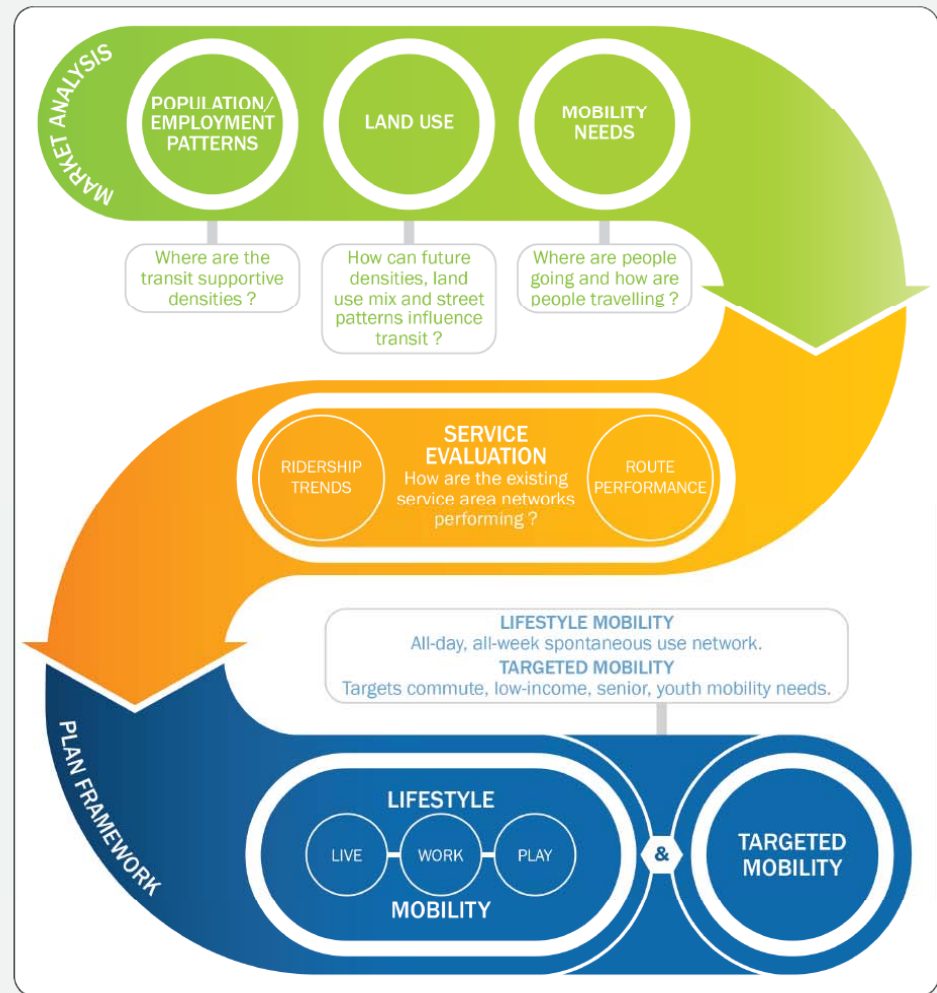 MARKET ANALYSIS
POPULATION/
EMPLOYMENT
PATTERNS
LAND USE
MOBILITY
NEEDS
Where are the
transit supportive
densities ?
How can future
densities, land
use mix and street
patterns influence
transit ?
Where are people
going and how are
people travelling ?
RIDERSHIP
TRENDS
SERVICE
EVALUATION
How are the existing
service area networks
performing ?
ROUTE
PERFORMANCE
LIFESTYLE MOBILITY
All-day, all-week spontaneous use network.
TARGETED MOBILITY
Targets commute, low-income, senior, youth mobility needs.
PLAN FRAMEWORK
LIFESTYLE
LIVE
WORK
PLAY
MOBILITY
&
TARGETED
MOBILITY